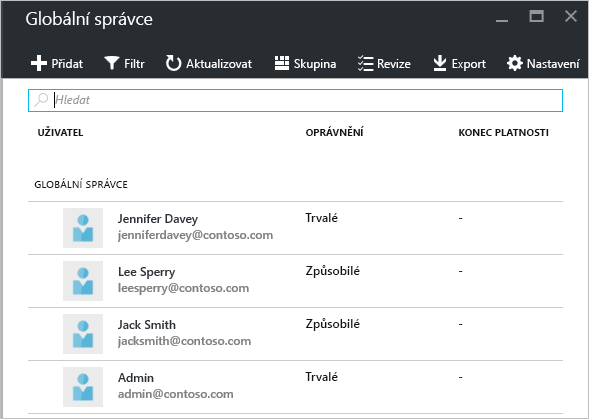 Globální správce
Přidat Filtr Aktualizovat Skupina Revize Export Nastavení
Hledat
UŽIVATEL OPRÁVNĚNÍ KONEC PLATNOSTI
GLOBÁLNÍ SPRÁVCE
Jennifer Davey Trvalé -
jenniferdavey@contoso.com
Lee Sperry Způsobilé -
leesperry@contoso.com
Jack Smith Způsobilé -
jacksmith@contoso.com
Admin Trvalé -
admin@contoso.com